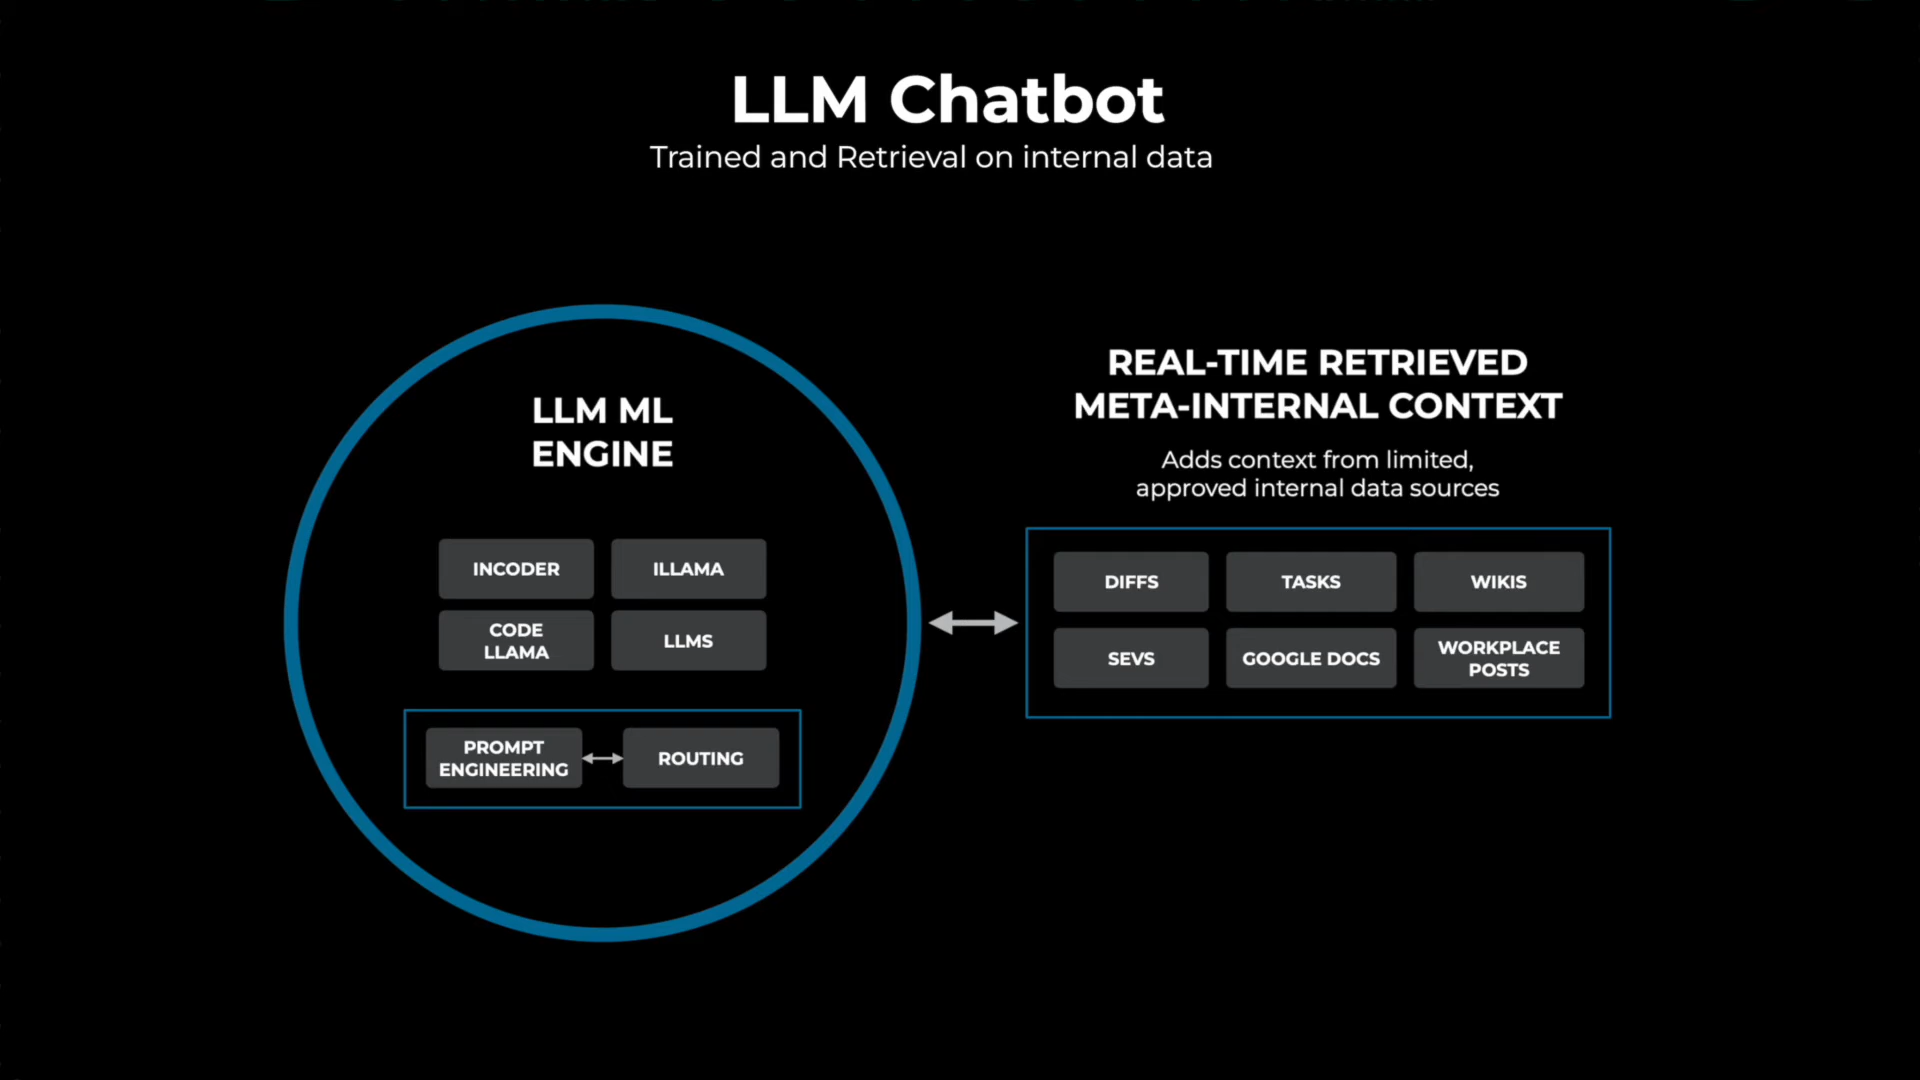 LLM Chatbot
Trained and Retrieval on internal data
LLM ML
ENGINE
INCODER
ILLAMA
CODE
LLAMA
LLMS
PROMPT
ENGINEERING
ROUTING
REAL-TIME RETRIEVED
META-INTERNAL CONTEXT
Adds context from limited,
approved internal data sources
DIFFS
TASKS
WIKIS
SEVS
GOOGLE DOCS
WORKPLACE
POSTS